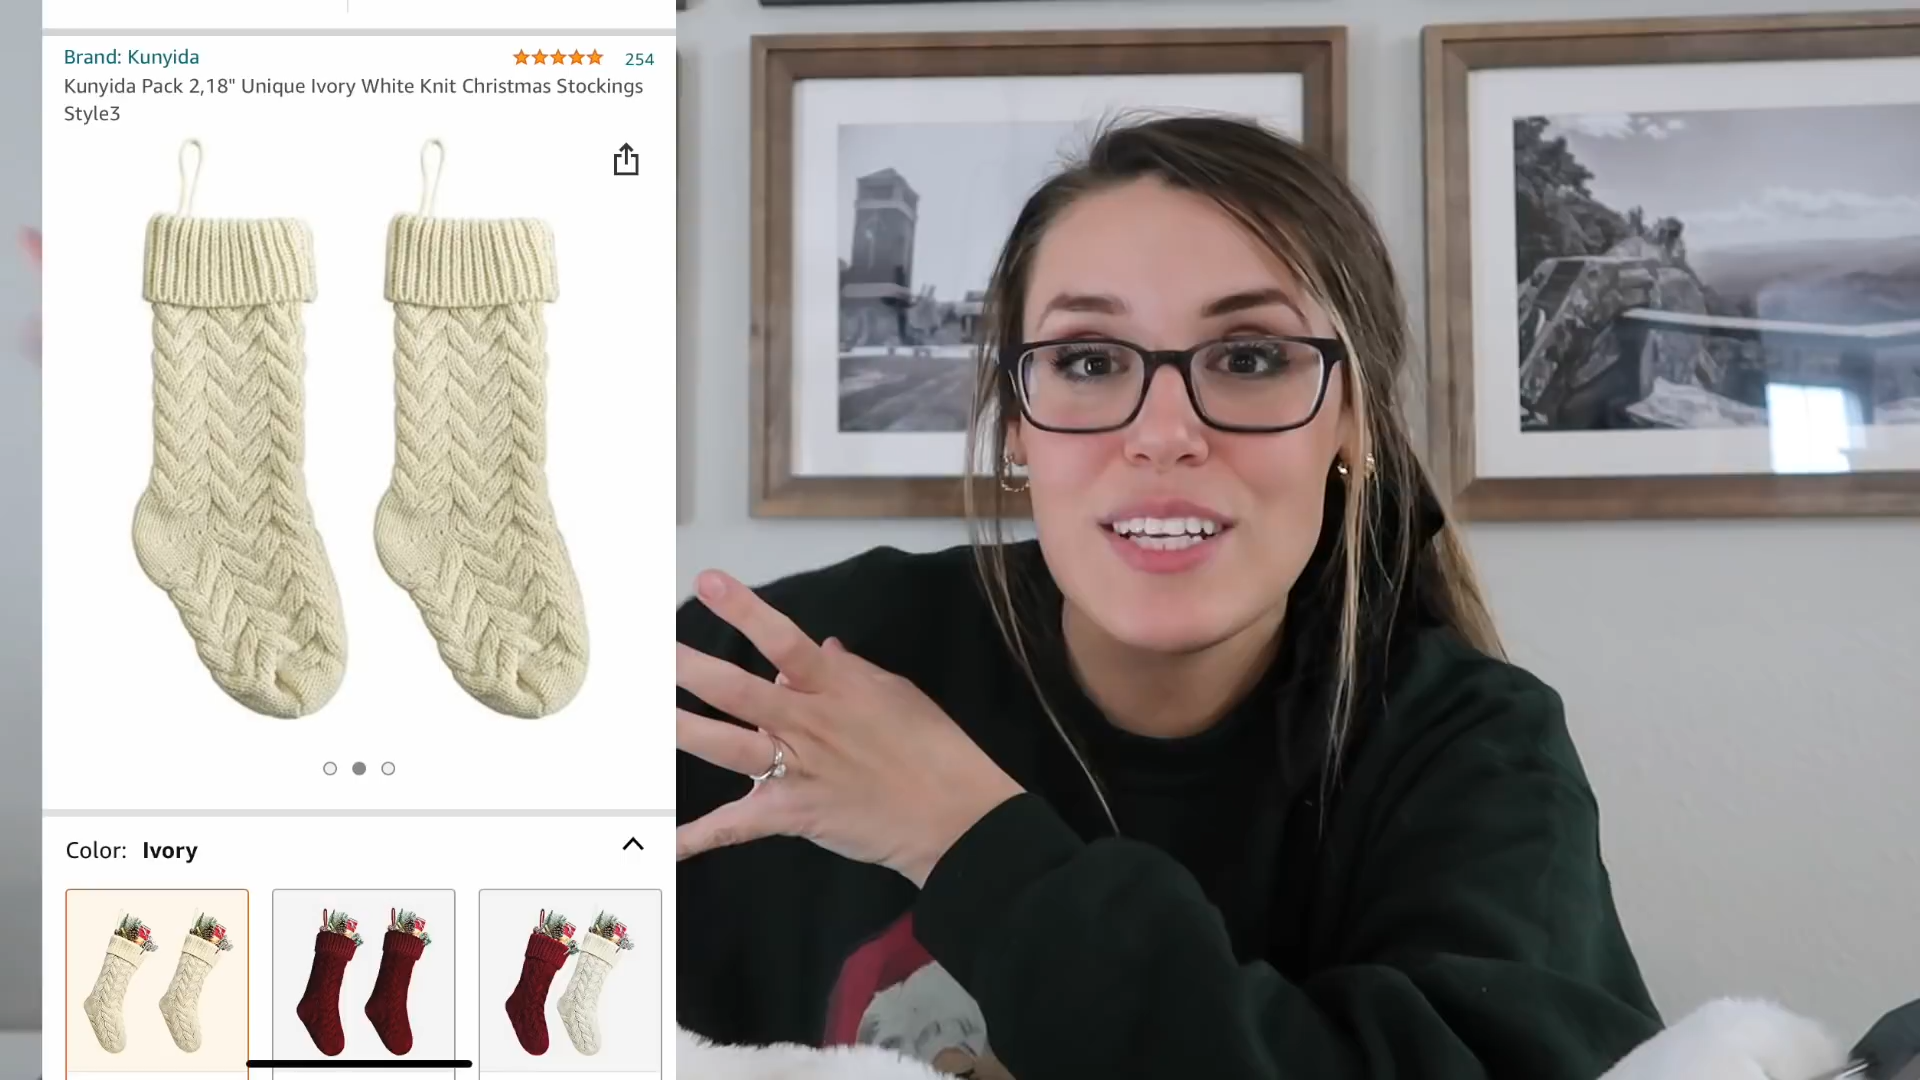 Brand: Kunyida
254
Kunyida Pack 2,18" Unique Ivory White Knit Christmas Stockings
Style3
Color: Ivory